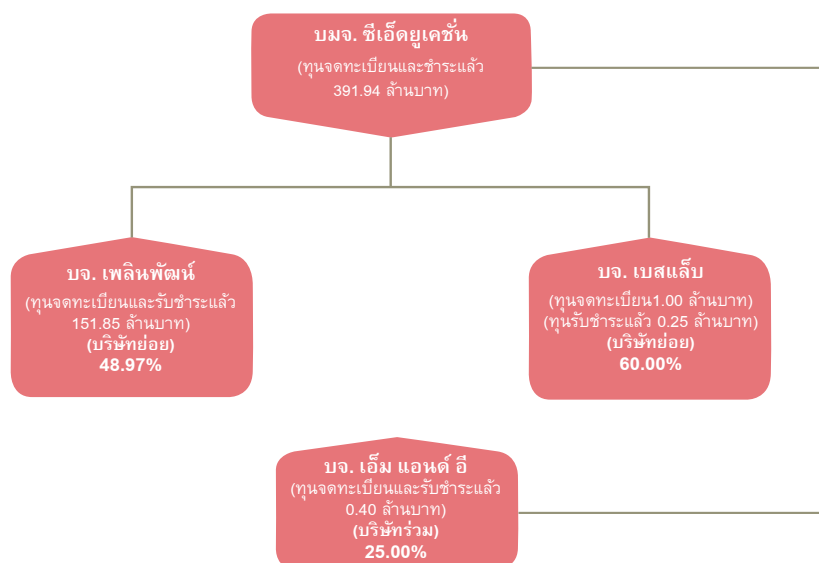 บมจ. ซีเอ็ดยูเคชั่น
(ทุนจดทะเบียนและชำระแล้ว
391.94 ล้านบาท)
บจ. เพลินพัฒน์
(ทุนจดทะเบียนและรับชำระแล้ว
151.85 ล้านบาท)
(บริษัทย่อย)
48.97%
บจ. เบสแล็บ
(ทุนจดทะเบียน1.00 ล้านบาท)
(ทุนรับชำระแล้ว 0.25 ล้านบาท)
(บริษัทย่อย)
60.00%
บจ. เอ็ม แอนด์ อี
(ทุนจดทะเบียนและรับชำระแล้ว
0.40 ล้านบาท)
(บริษัทร่วม)
25.00%